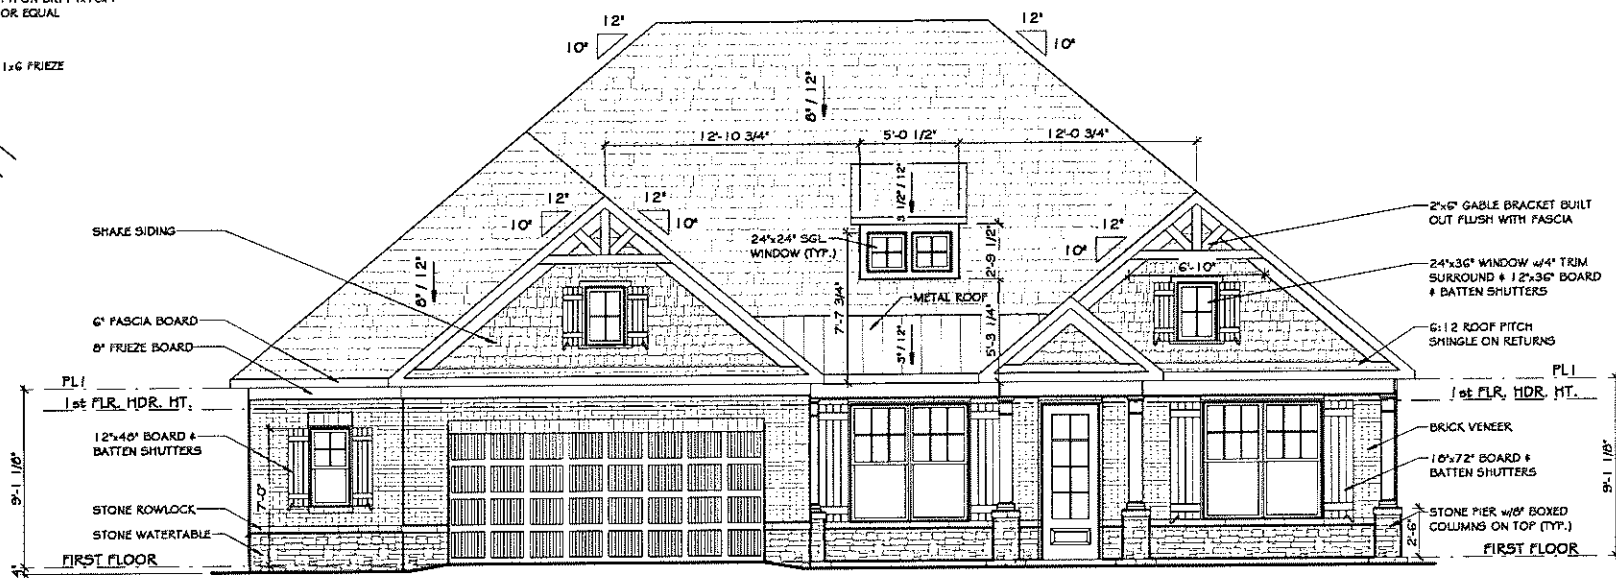 OR EQUAL
1x6 FRIEZE
12"
10"
12"
10"
8" / 12"
12'-10 3/4"
5'-0 1/2"
12'-0 3/4"
12"
10"
12"
10"
12"
10"
3 1/2" / 12"
24"x24" SGL
WINDOW (TYP.)
2'-9 1/2"
7'-7 3/4"
5'-3 1/4"
METAL ROOF
3" / 12"
8" / 12"
6'-10"
SHAKE SIDING
6" FASCIA BOARD
8" FRIEZE BOARD
PL1
1st FLR. HDR. HT.
12"x48" BOARD &
BATTEN SHUTTERS
9'-1 1/8"
7'-0"
STONE ROWLOCK
STONE WATERTABLE
FIRST FLOOR
4"
2"x6" GABLE BRACKET BUILT
OUT FLUSH WITH FASCIA
24"x36" WINDOW w/4" TRIM
SURROUND & 12"x36" BOARD
& BATTEN SHUTTERS
6:12 ROOF PITCH
SHINGLE ON RETURNS
PL1
1st FLR. HDR. HT.
BRICK VENEER
18"x72" BOARD &
BATTEN SHUTTERS
9'-1 1/8"
STONE PIER w/8" BOXED
COLUMNS ON TOP (TYP.)
2'-6"
FIRST FLOOR